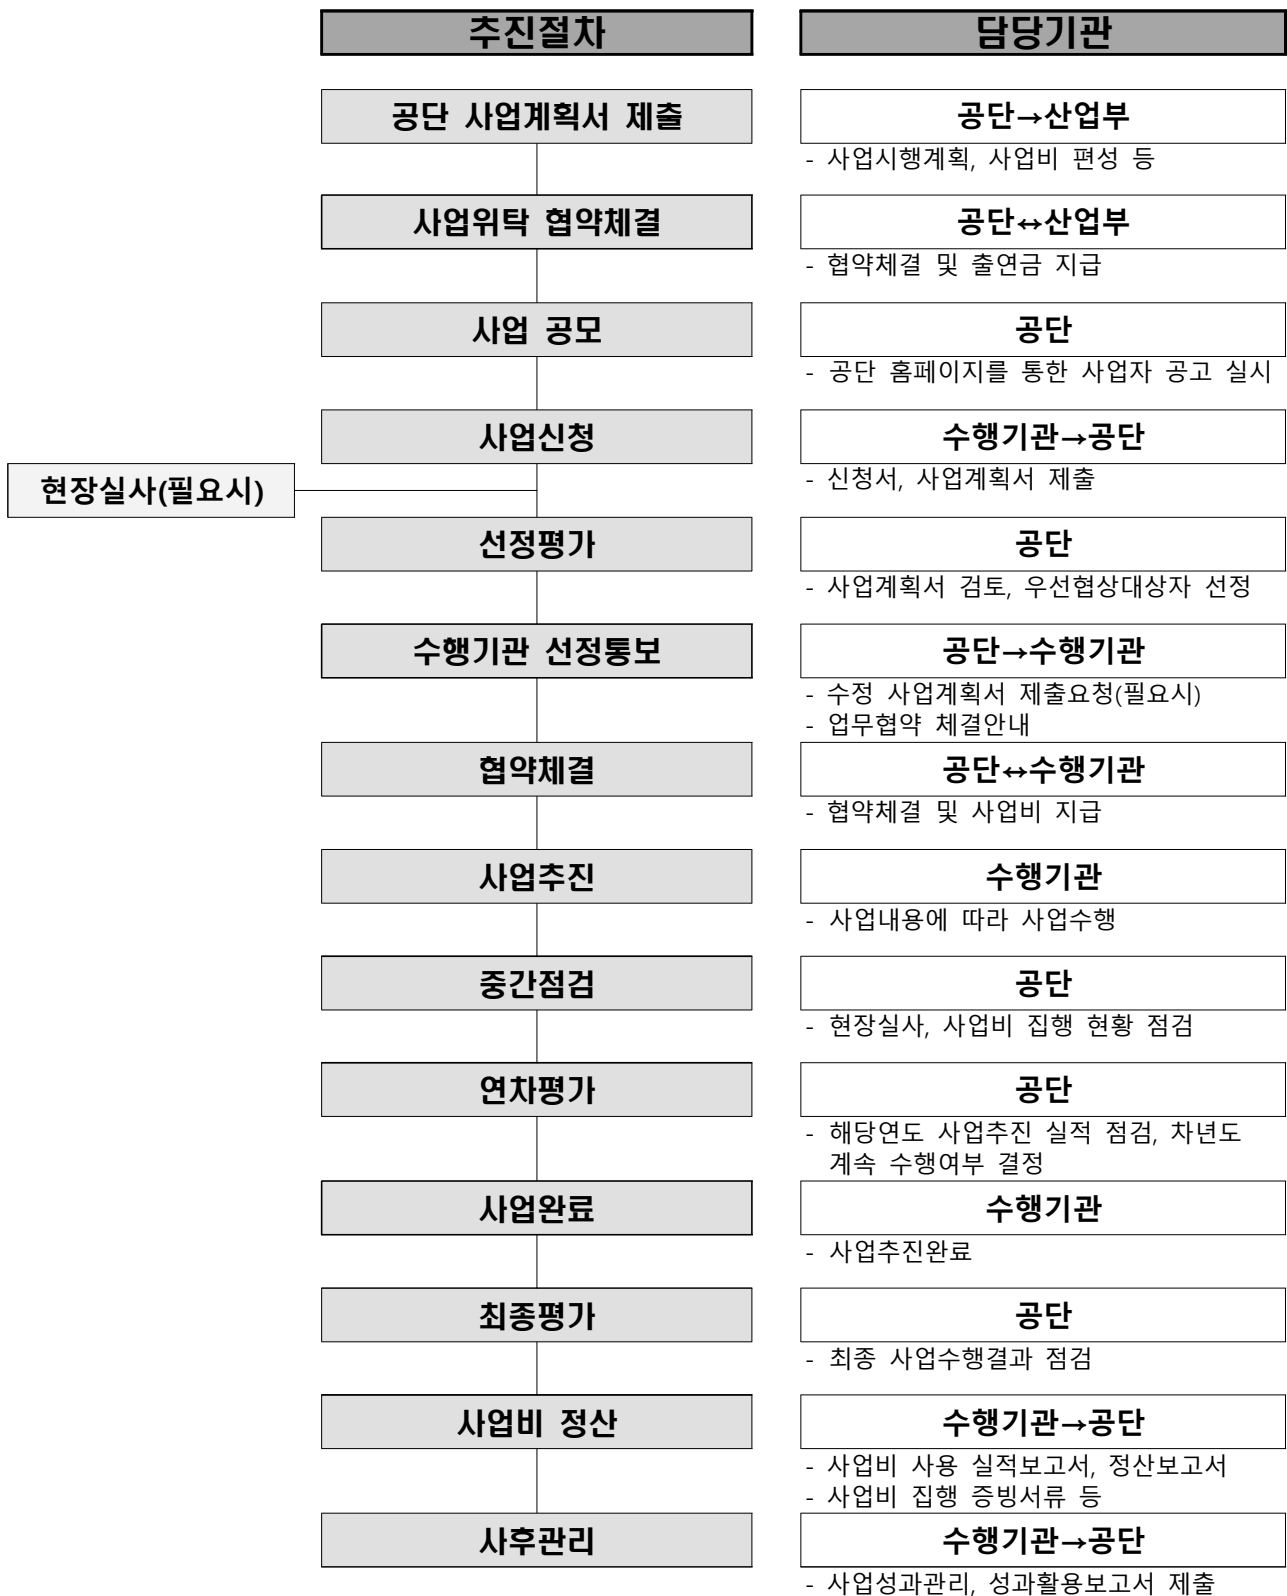 추진절차 담당기관
공단 사업계획서 제출 공단→산업부
- 사업시행계획, 사업비 편성 등
사업위탁 협약체결 공단↔산업부
- 협약체결 및 출연금 지급
사업 공모 공단
- 공단 홈페이지를 통한 사업자 공고 실시
사업신청 수행기관→공단
- 신청서, 사업계획서 제출
현장실사(필요시)
선정평가 공단
- 사업계획서 검토, 우선협상대상자 선정
수행기관 선정통보 공단→수행기관
- 수정 사업계획서 제출요청(필요시)
- 업무협약 체결안내
협약체결 공단↔수행기관
- 협약체결 및 사업비 지급
사업추진 수행기관
- 사업내용에 따라 사업수행
중간점검 공단
- 현장실사, 사업비 집행 현황 점검
연차평가 공단
- 해당연도 사업추진 실적 점검, 차년도
계속 수행여부 결정
사업완료 수행기관
- 사업추진완료
최종평가 공단
- 최종 사업수행결과 점검
사업비 정산 수행기관→공단
- 사업비 사용 실적보고서, 정산보고서
- 사업비 집행 증빙서류 등
사후관리 수행기관→공단
- 사업성과관리, 성과활용보고서 제출